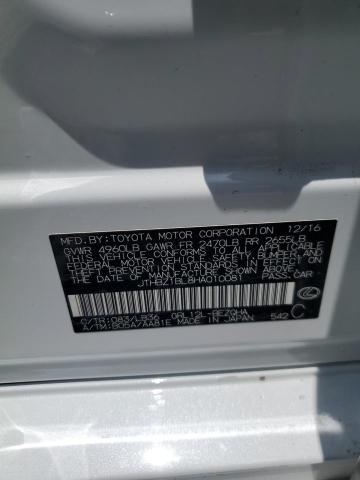 MFD.BY:TOYOTA MOTOR CORPORATION 12/16
GVWR 4960LB GAWR FR 2470LB RR 2655LB
THIS VEHICLE CONFORMS TO ALL APPLICABLE
FEDERAL MOTOR VEHICLE SAFETY, BUMPER, AND
THEFT PREVENTION STANDARDS IN EFFECT ON
THE DATE OF MANUFACTURE SHOWN ABOVE.
JTHBZ1BL8HA010081 PASS.CAR
C/TR:083/LB36 GRL12L-BEZQHA
A/TM:B05A/AA81E MADE IN JAPAN 542 C